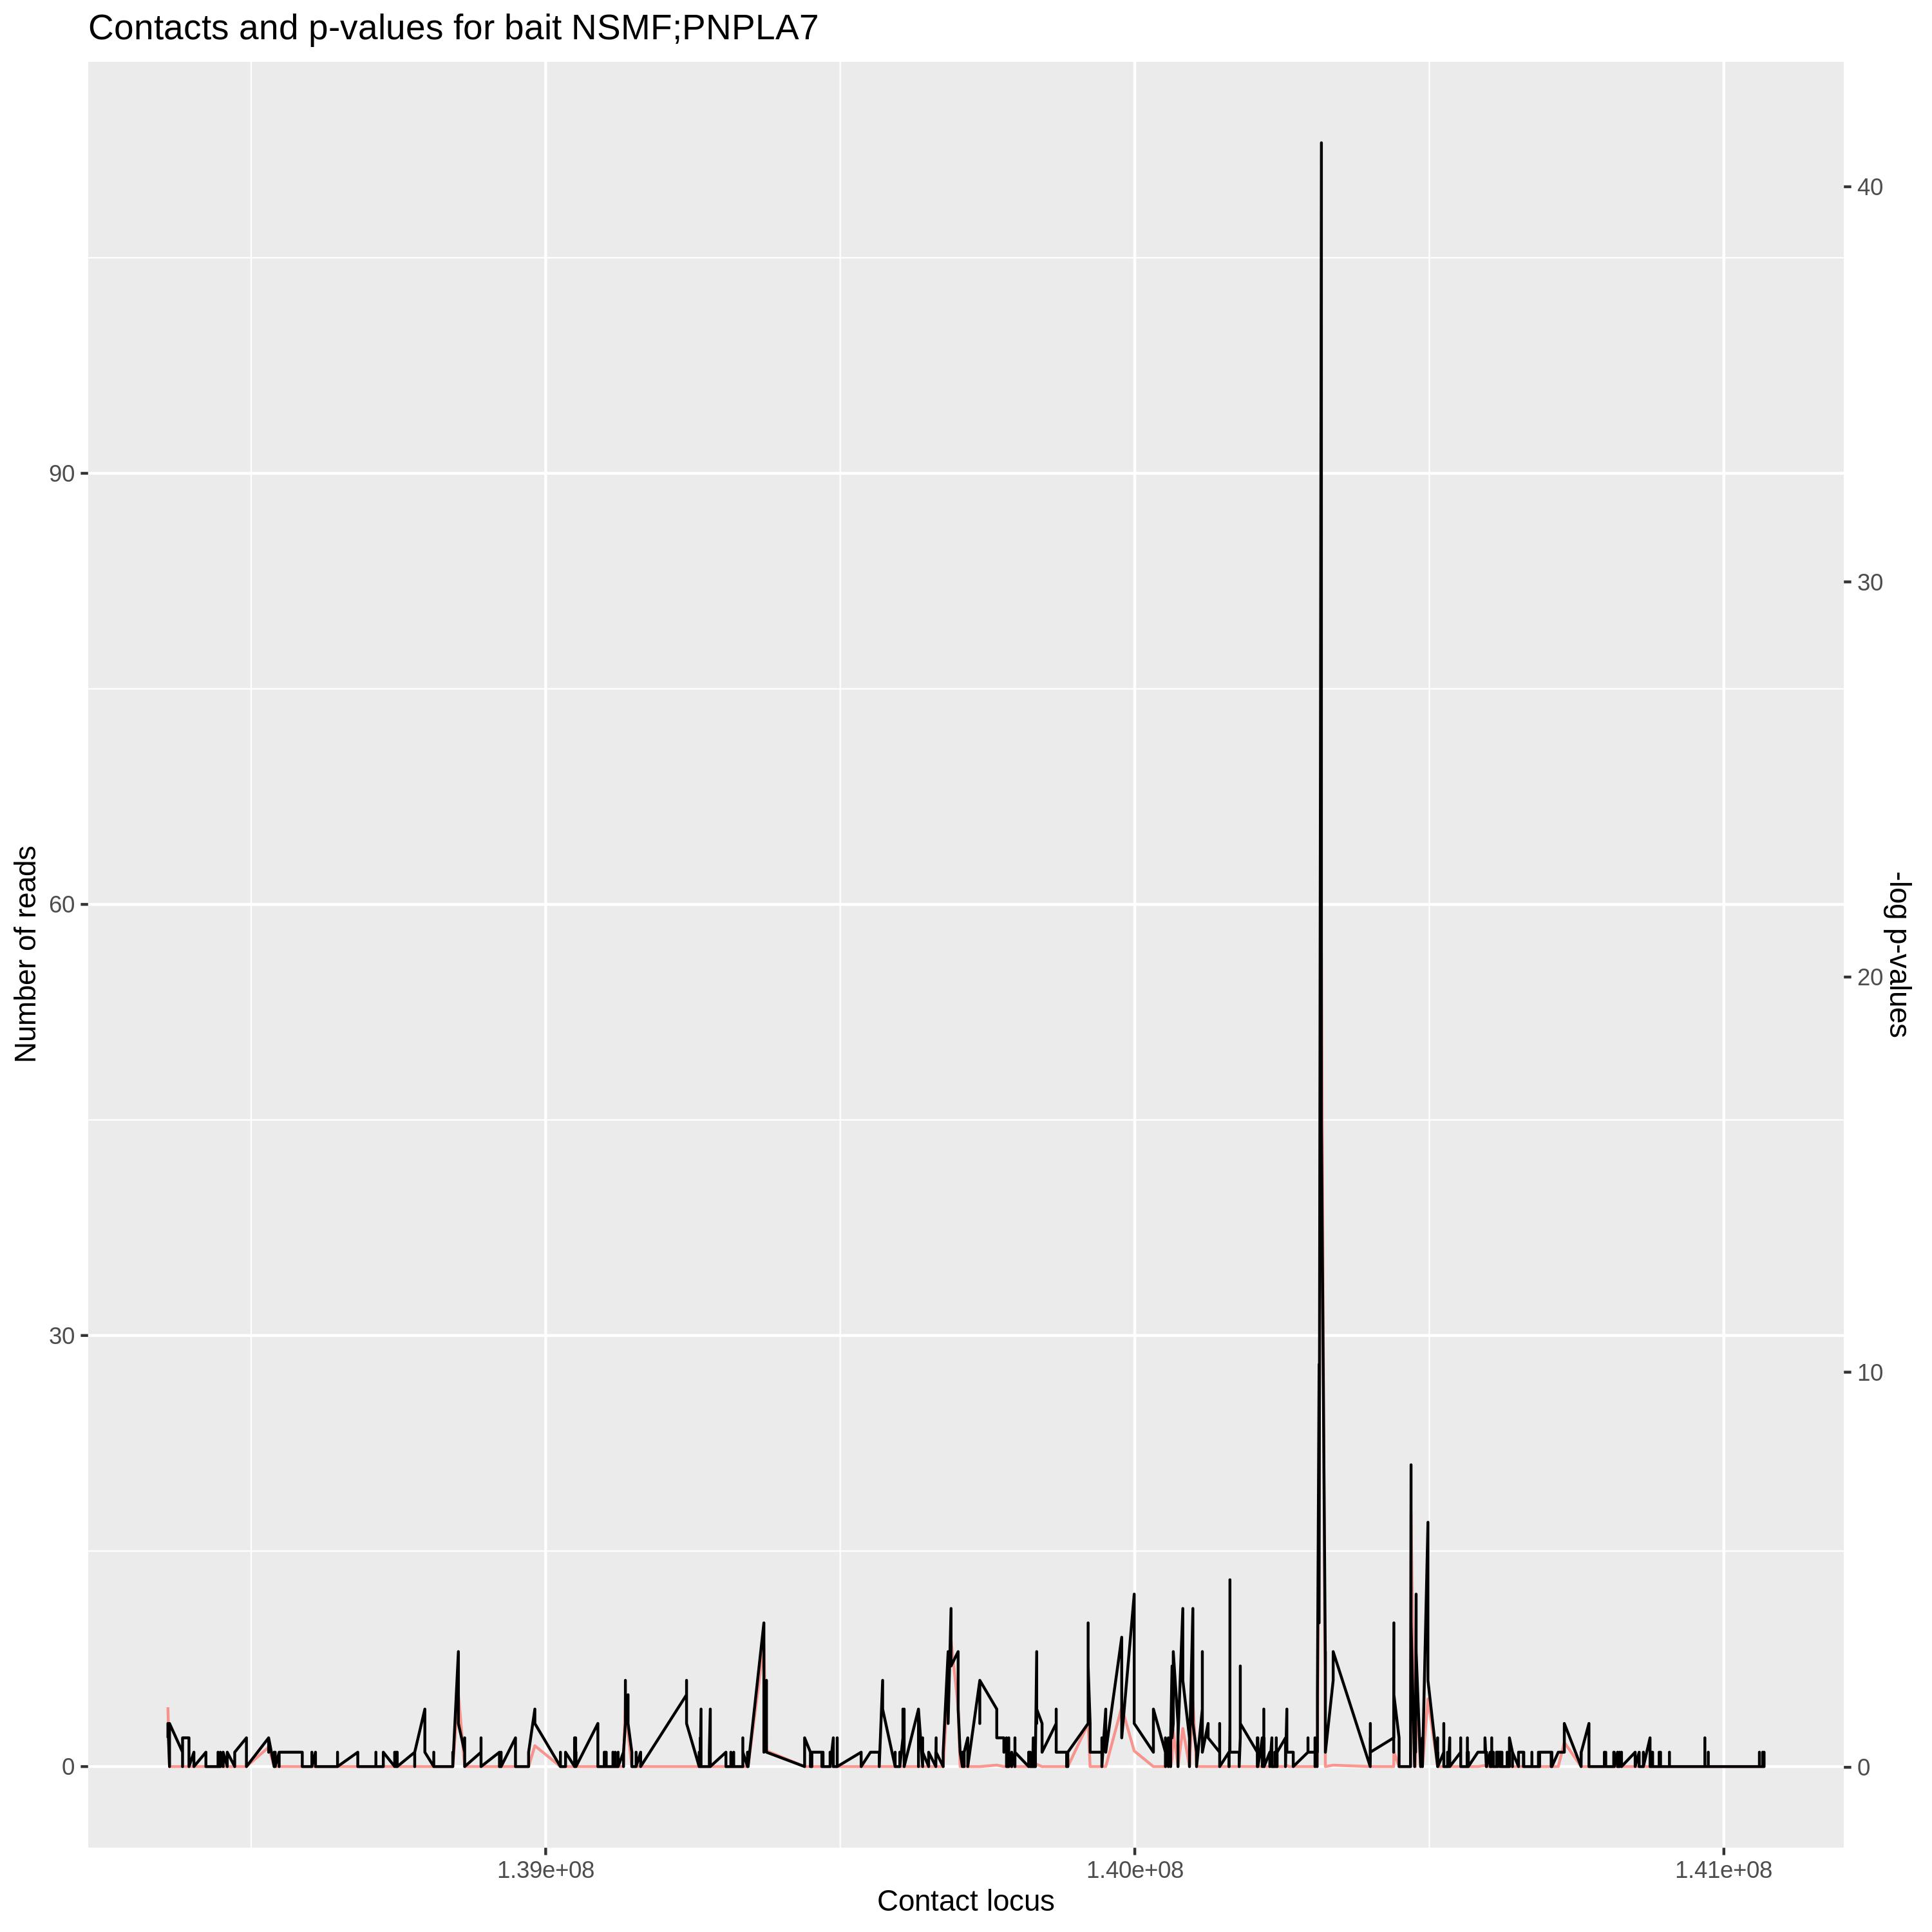 Contacts and p-values for bait NSMF;PNPLA7
Number of reads
90
60
30
0
40
30
20
10
0
-log p-values
1.39e+08
1.40e+08
1.41e+08
Contact locus